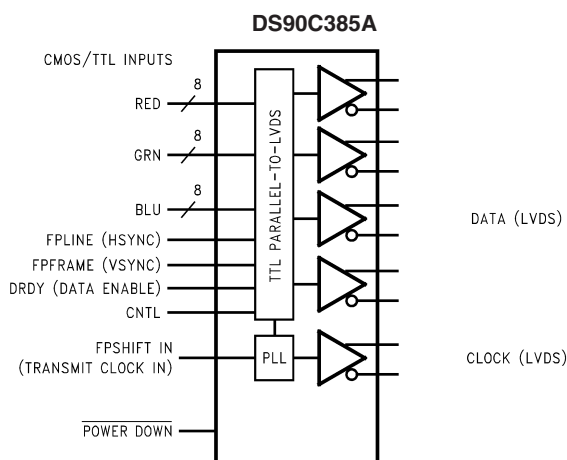 DS90C385A
CMOS/TTL INPUTS
RED
8
GRN
8
BLU
8
FPLINE (HSYNC)
FPFRAME (VSYNC)
DRDY (DATA ENABLE)
CNTL
FPSHIFT IN
(TRANSMIT CLOCK IN)
POWER DOWN
TTL PARALLEL-TO-LVDS
PLL
DATA (LVDS)
CLOCK (LVDS)